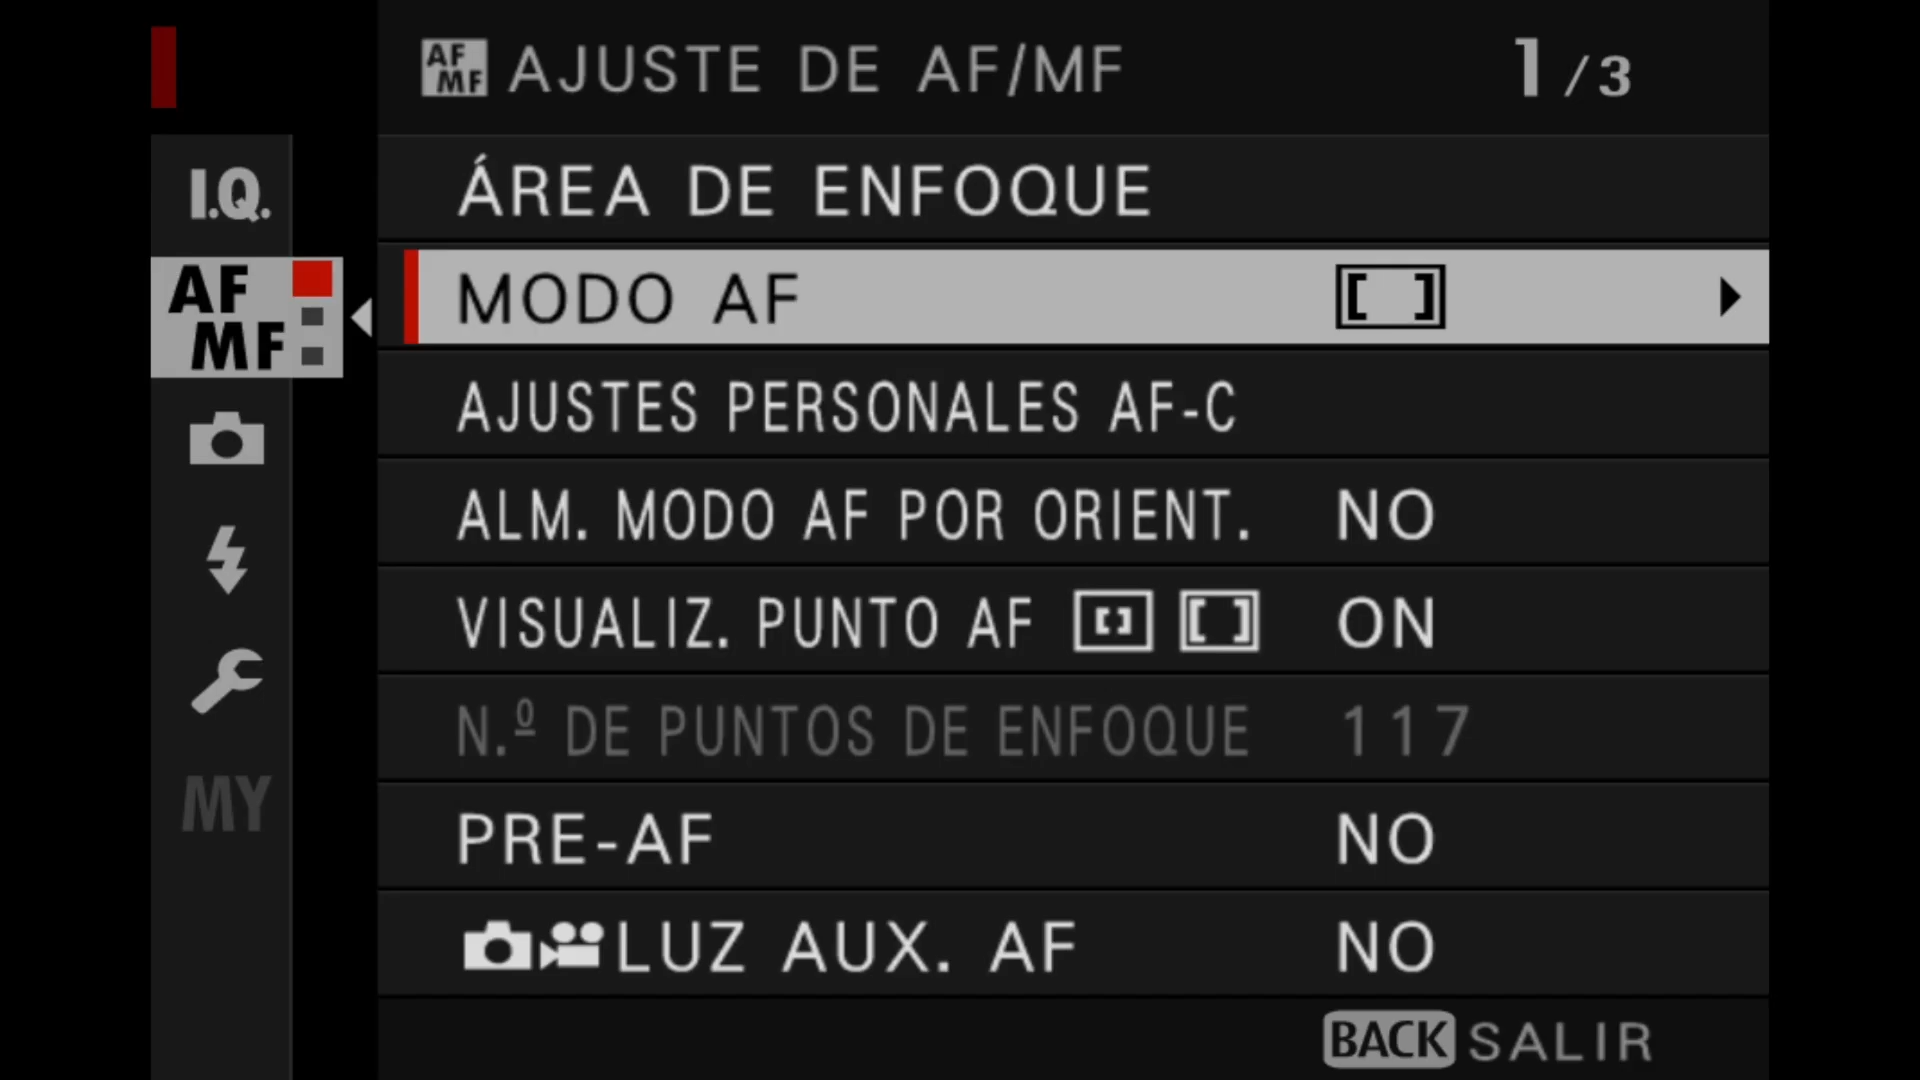 AF MF AJUSTE DE AF/MF 1/3
I.Q.
AF
MF
MY
ÁREA DE ENFOQUE
MODO AF
AJUSTES PERSONALES AF-C
ALM. MODO AF POR ORIENT. NO
VISUALIZ. PUNTO AF ON
N.º DE PUNTOS DE ENFOQUE 117
PRE-AF NO
LUZ AUX. AF NO
BACK SALIR